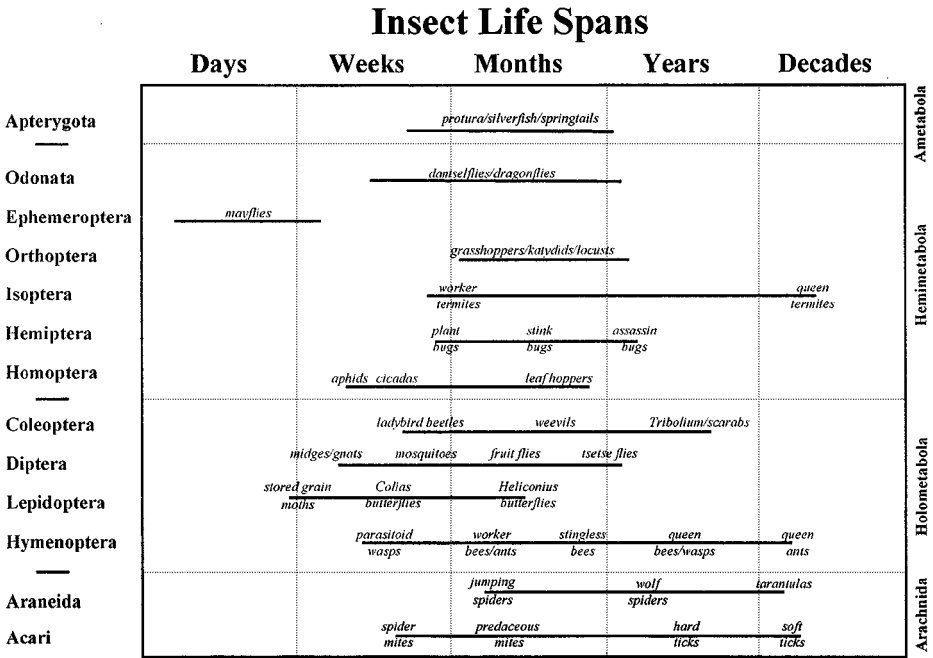 Insect Life Spans
Days Weeks Months Years Decades
Apterygota protura/silverfish/springtails
Ametabola
Odonata damselflies/dragonflies
Ephemeroptera mayflies
Orthoptera grasshoppers/katydids/locusts
Isoptera worker queen
termites termites
Hemimetabola
Hemiptera plant stink assassin
bugs bugs bugs
Homoptera aphids cicadas leaf hoppers
Coleoptera ladybird beetles weevils Tribolium/scarabs
Diptera midges/gnats mosquitoes fruit flies tsetse flies
Lepidoptera stored grain Colias Heliconius
moths butterflies butterflies
Holometabola
Hymenoptera parasitoid worker stingless queen queen
wasps bees/ants bees bees/wasps ants
Araneida jumping wolf tarantulas
spiders spiders
Arachnida
Acari spider predaceous hard soft
mites mites ticks ticks